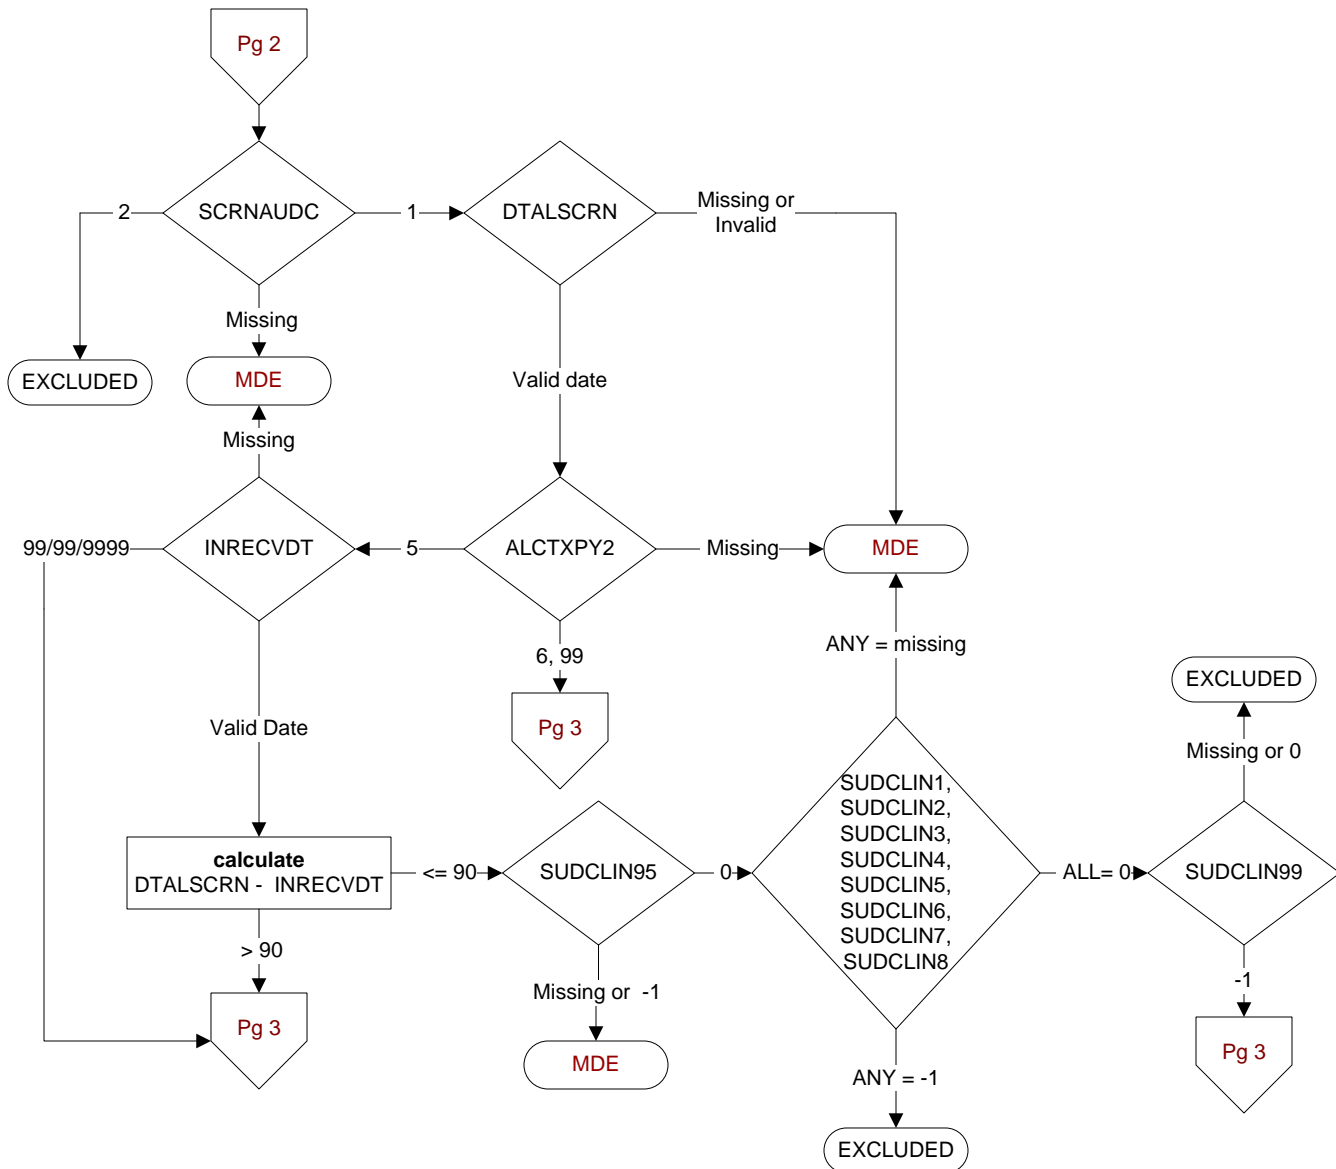 Pg 2
2
SCRNAUDC
1
DTALSCRN
Missing or
Invalid
Missing
EXCLUDED
MDE
Valid date
Missing
99/99/9999
INRECVDT
5
ALCTXPY2
Missing
MDE
6, 99
ANY = missing
EXCLUDED
Valid Date
Pg 3
Missing or 0
calculate
DTALSCRN - INRECVDT
<= 90
SUDCLIN95
0
SUDCLIN1,
SUDCLIN2,
SUDCLIN3,
SUDCLIN4,
SUDCLIN5,
SUDCLIN6,
SUDCLIN7,
SUDCLIN8
ALL= 0
SUDCLIN99
> 90
Missing or -1
-1
Pg 3
MDE
Pg 3
ANY = -1
EXCLUDED